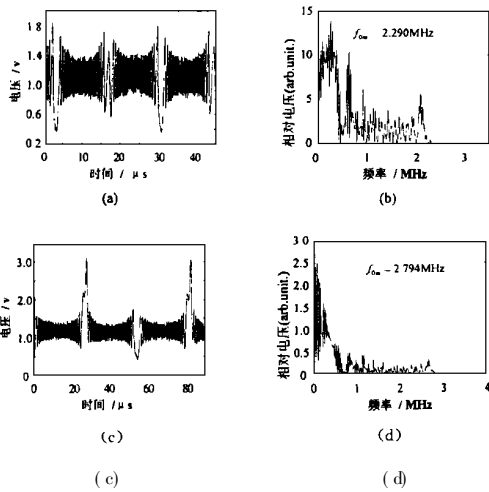 1.8
1.4
1.0
0.6
0.2
电压 / v
0 10 20 30 40
时间 / μs
(a)
f₀ₘ 2.290MHz
15
10
5
0
相对电压(arb.unit.)
0 1 2 3
频率 / MHz
(b)
3.0
2.0
1.0
0
电压 / v
0 20 40 60 80
时间 / μs
(c)
f₀ₘ = 2 794MHz
3 0
2.5
2.0
1.5
1.0
0.5
0
相对电压(arb.unit.)
0 1 2 3 4
频率 / MHz
(d)
(c) (d)